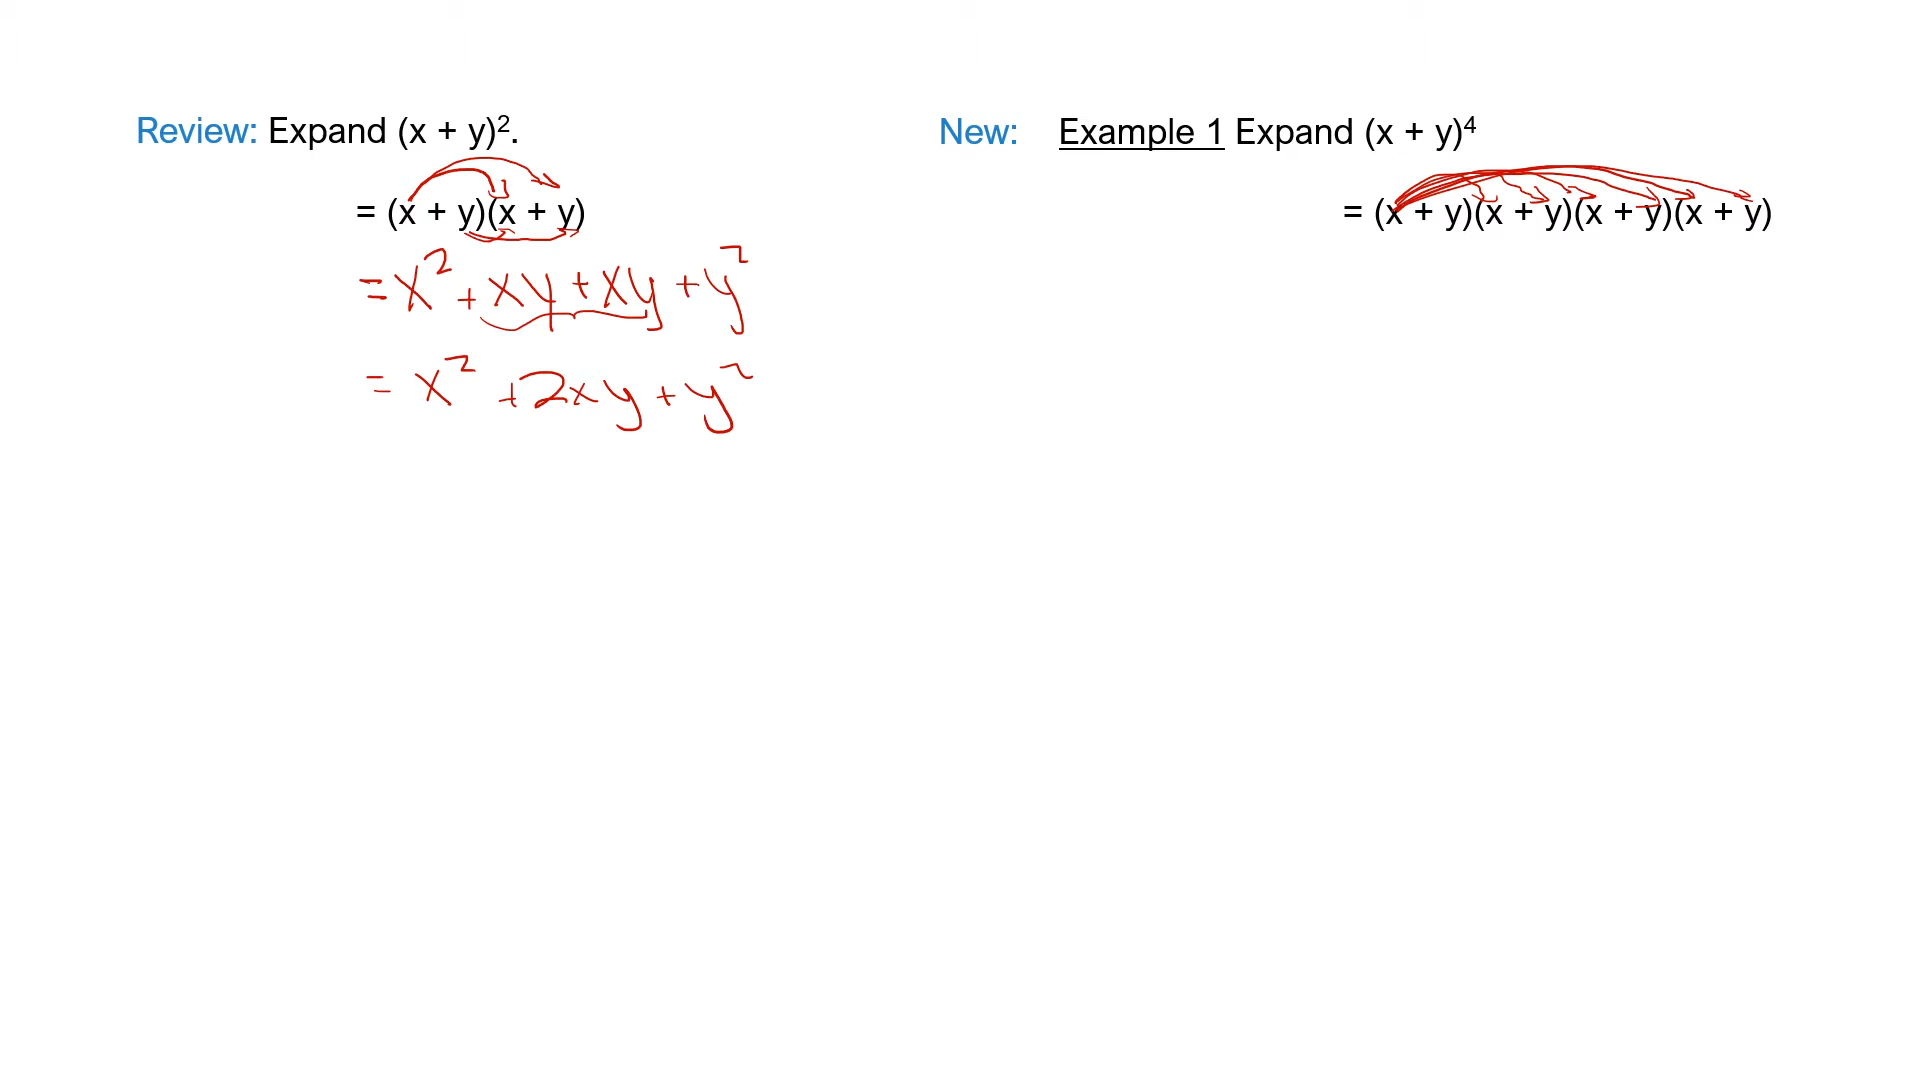 Review: Expand (x + y)².
= (x + y)(x + y)
= x² + xy + xy + y²
= x² + 2xy + y²
New: Example 1 Expand (x + y)⁴
= (x + y)(x + y)(x + y)(x + y)